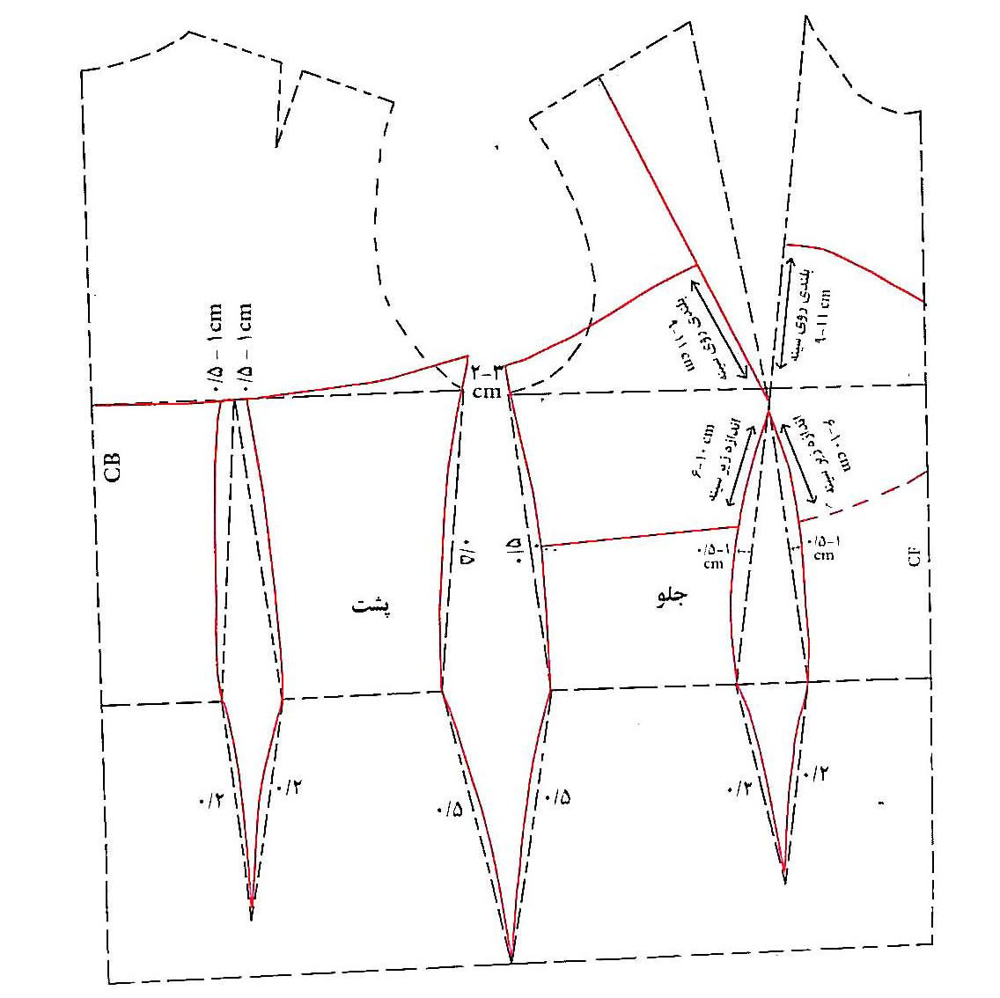 ۰/۵ – ۱ cm
۰/۵ – ۱ cm
۲-۳
cm
بلندی روی سینه
۹-۱۱ cm
بلندی روی سینه
۹-۱۱ cm
CB
۶-۱۰ cm
اندازه زیر سینه
۶-۱۰ cm
اندازه زیر سینه
۰/۵
۰/۵
۰/۵-۱
cm
۰/۵-۱
cm
CF
پشت
جلو
۰/۲
۰/۲
۰/۵
۰/۵
۰/۲
۰/۲